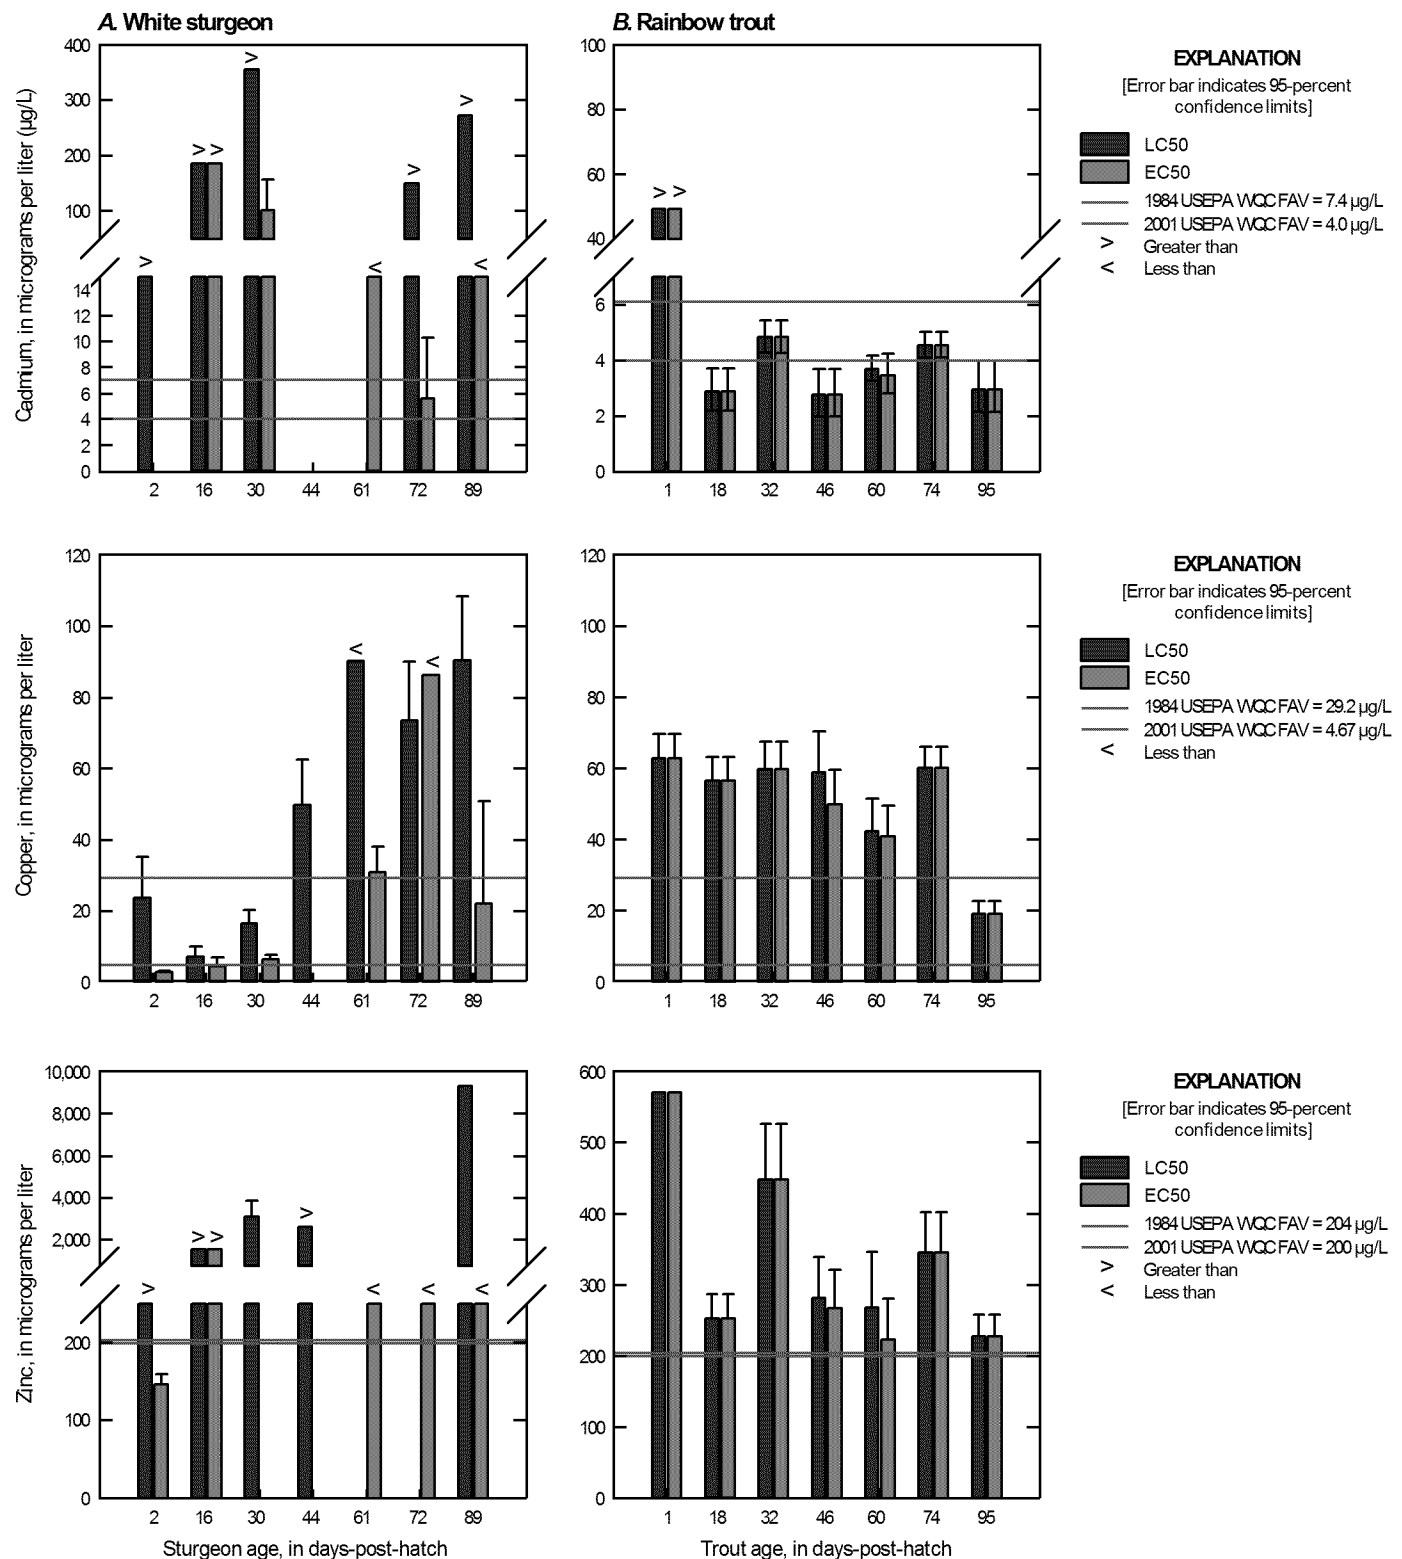 A. White sturgeon
B. Rainbow trout
Cadmium, in micrograms per liter (µg/L)
400
300
200
100
14
12
10
8
6
4
2
0
> > > > > > > < <
2 16 30 44 61 72 89
100
80
60
40
6
4
2
0
> >
1 18 32 46 60 74 95
EXPLANATION
[Error bar indicates 95-percent
confidence limits]
LC50
EC50
1984 USEPA WQC FAV = 7.4 µg/L
2001 USEPA WQC FAV = 4.0 µg/L
> Greater than
< Less than
Copper, in micrograms per liter
120
100
80
60
40
20
0
< <
2 16 30 44 61 72 89
120
100
80
60
40
20
0
1 18 32 46 60 74 95
EXPLANATION
[Error bar indicates 95-percent
confidence limits]
LC50
EC50
1984 USEPA WQC FAV = 29.2 µg/L
2001 USEPA WQC FAV = 4.67 µg/L
< Less than
Zinc, in micrograms per liter
10,000
8,000
6,000
4,000
2,000
200
100
0
> > > > < < <
2 16 30 44 61 72 89
Sturgeon age, in days-post-hatch
600
500
400
300
200
100
0
1 18 32 46 60 74 95
Trout age, in days-post-hatch
EXPLANATION
[Error bar indicates 95-percent
confidence limits]
LC50
EC50
1984 USEPA WQC FAV = 204 µg/L
2001 USEPA WQC FAV = 200 µg/L
> Greater than
< Less than